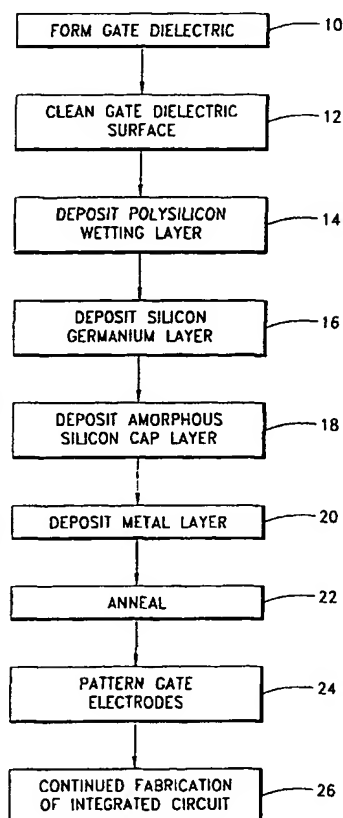 FORM GATE DIELECTRIC
10
CLEAN GATE DIELECTRIC
SURFACE
12
DEPOSIT POLYSILICON
WETTING LAYER
14
DEPOSIT SILICON
GERMANIUM LAYER
16
DEPOSIT AMORPHOUS
SILICON CAP LAYER
18
DEPOSIT METAL LAYER
20
ANNEAL
22
PATTERN GATE
ELECTRODES
24
CONTINUED FABRICATION
OF INTEGRATED CIRCUIT
26